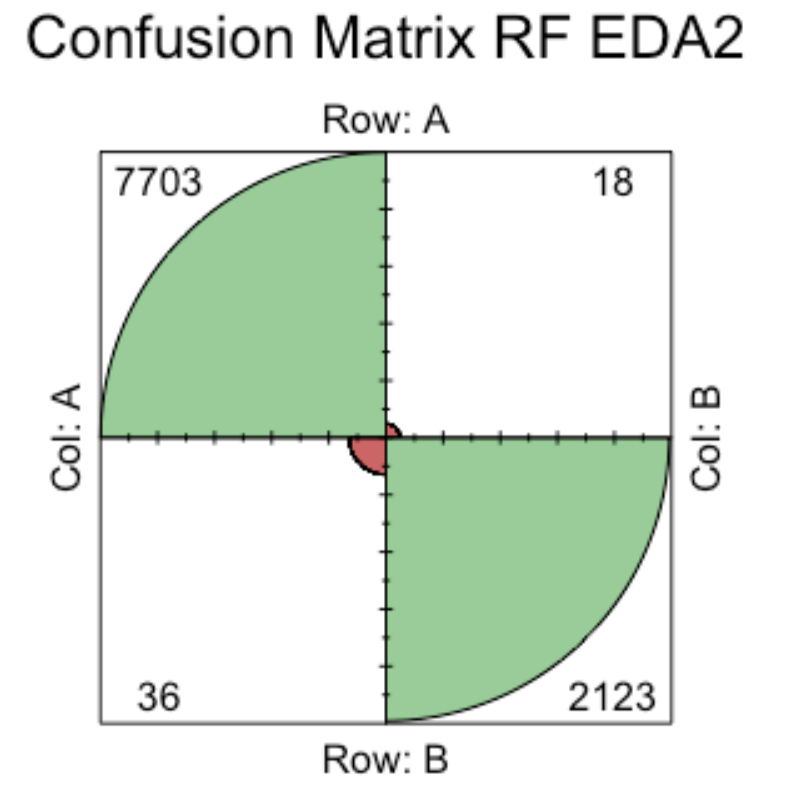 Confusion Matrix RF EDA2
Row: A
7703
18
Col: A
Col: B
36
2123
Row: B